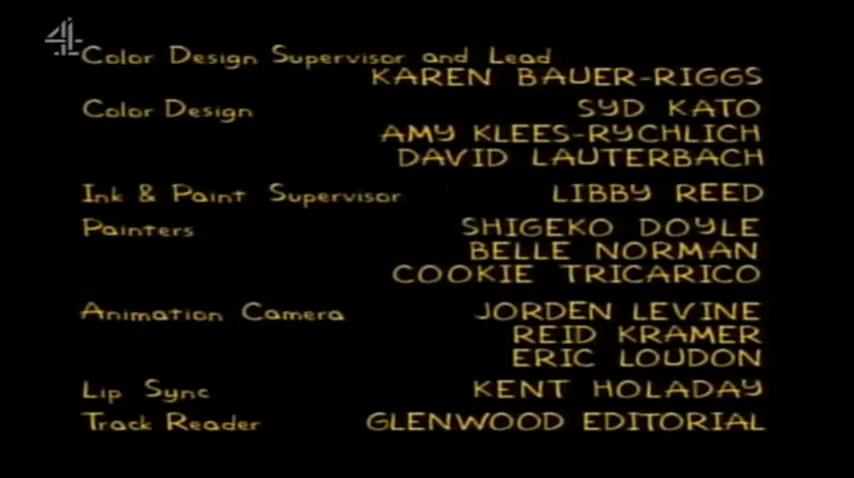 4
Color Design Supervisor and Lead
KAREN BAUER-RIGGS
Color Design SYD KATO
AMY KLEES-RYCHLICH
DAVID LAUTERBACH
Ink & Paint Supervisor LIBBY REED
Painters SHIGEKO DOYLE
BELLE NORMAN
COOKIE TRICARICO
Animation Camera JORDEN LEVINE
REID KRAMER
ERIC LOUDON
Lip Sync KENT HOLADAY
Track Reader GLENWOOD EDITORIAL